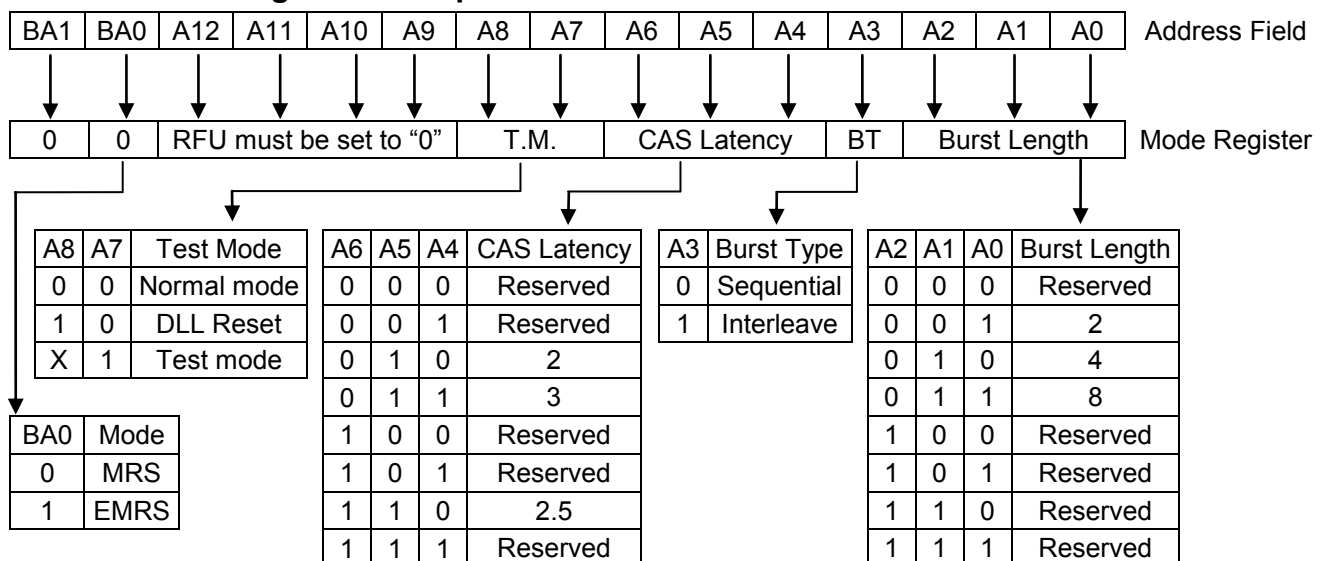 BA1 BA0 A12 A11 A10 A9 A8 A7 A6 A5 A4 A3 A2 A1 A0 Address Field
0 0 RFU must be set to “0” T.M. CAS Latency BT Burst Length Mode Register
A8 A7 Test Mode
0 0 Normal mode
1 0 DLL Reset
X 1 Test mode
BA0 Mode
0 MRS
1 EMRS
A6 A5 A4 CAS Latency
0 0 0 Reserved
0 0 1 Reserved
0 1 0 2
0 1 1 3
1 0 0 Reserved
1 0 1 Reserved
1 1 0 2.5
1 1 1 Reserved
A3 Burst Type
0 Sequential
1 Interleave
A2 A1 A0 Burst Length
0 0 0 Reserved
0 0 1 2
0 1 0 4
0 1 1 8
1 0 0 Reserved
1 0 1 Reserved
1 1 0 Reserved
1 1 1 Reserved